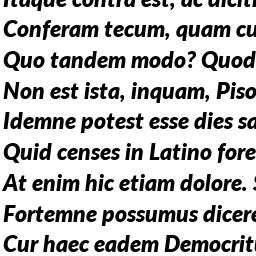 Itaque contra est, ac dicit
Conferam tecum, quam cu
Quo tandem modo? Quod
Non est ista, inquam, Piso
Idemne potest esse dies sa
Quid censes in Latino fore
At enim hic etiam dolore. S
Fortemne possumus dicere
Cur haec eadem Democritu